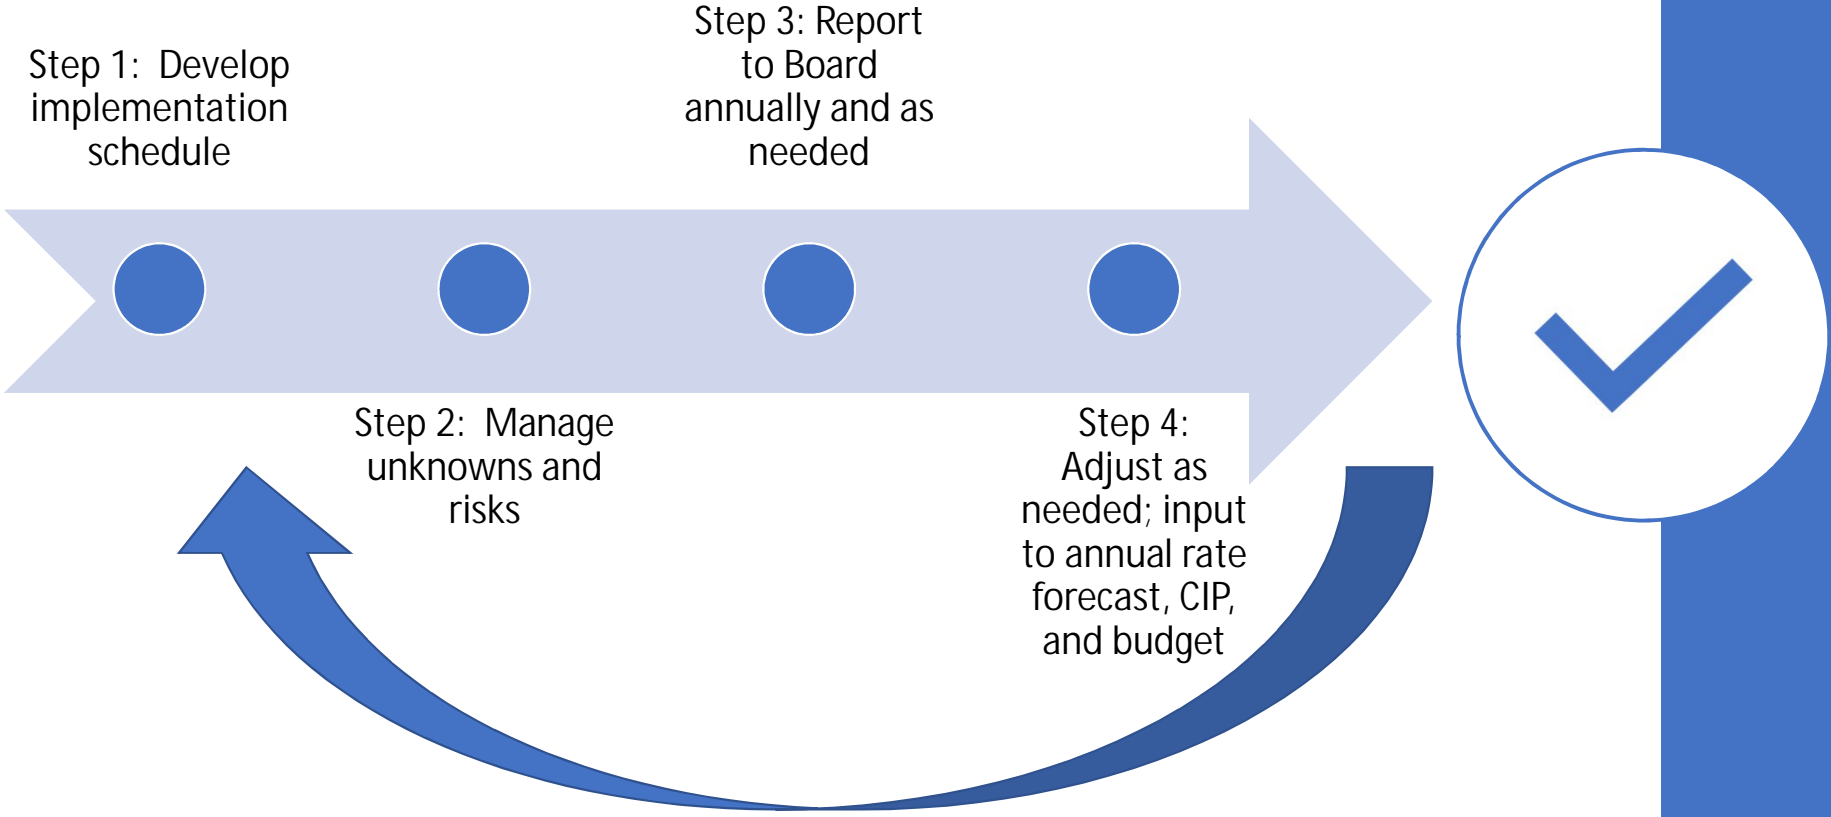 Step 1:  Develop
implementation
schedule
Step 2:  Manage
unknowns and
risks
Step 3: Report
to Board
annually and as
needed
Step 4:
Adjust as
needed; input
to annual rate
forecast, CIP,
and budget